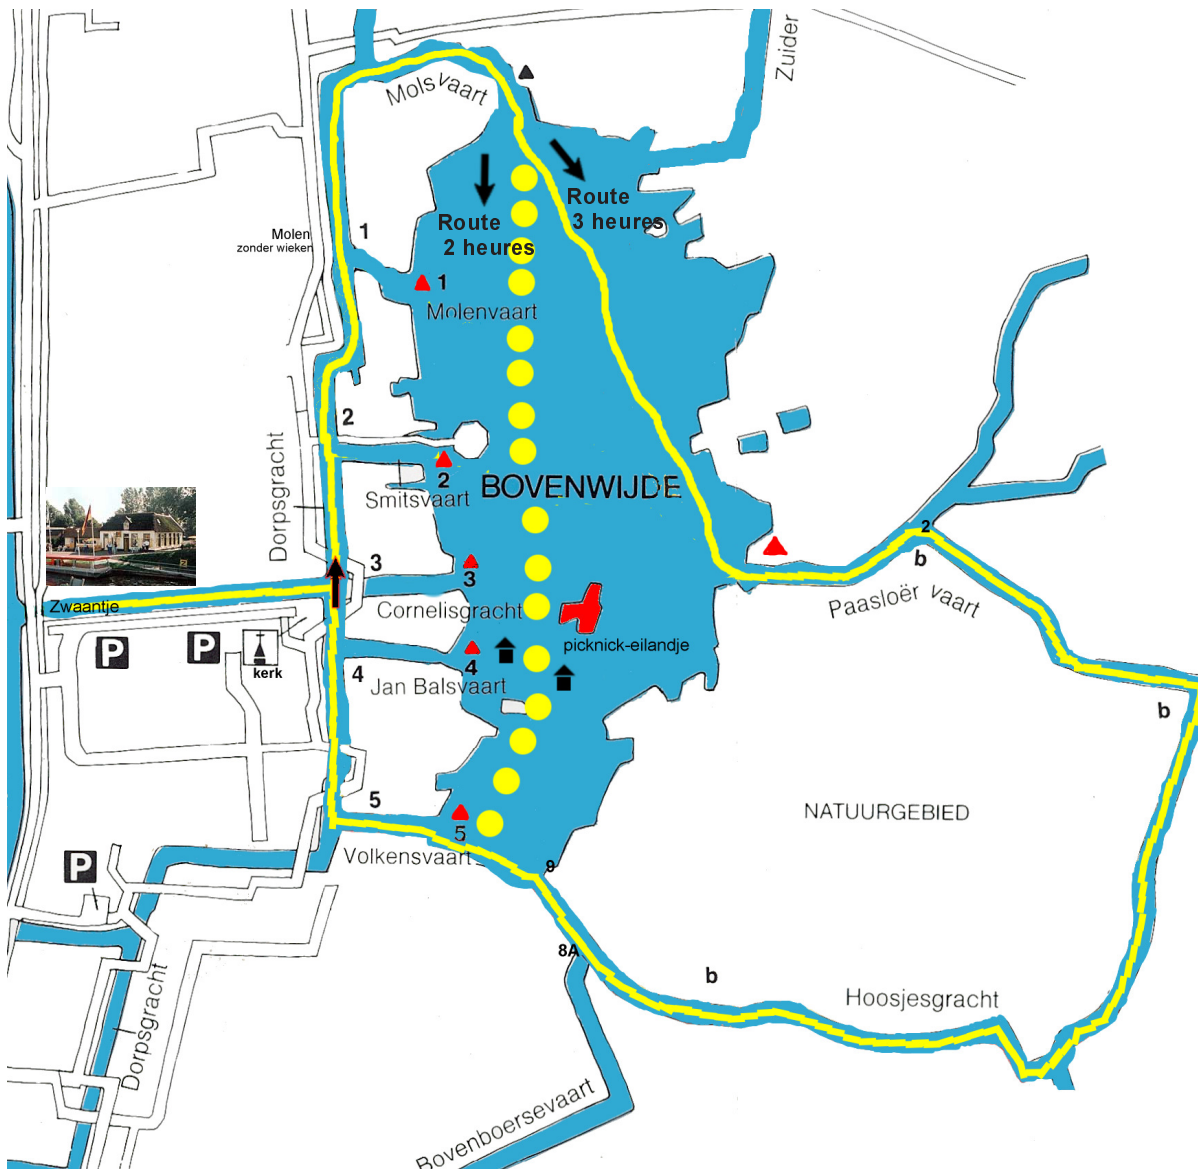 Zuider
Molsvaart
Route
3 heures
Route
2 heures
Molen
zonder wieken
1
1
Molenvaart
2
Dorpsgracht
2
Smitsvaart
BOVENWIJDE
2
b
3
3
Zwaantje
Cornelisgracht
Paasloër vaart
P
P
kerk
picknick-eilandje
4
4
Jan Balsvaart
b
5
5
NATUURGEBIED
Volkensvaart
9
P
8A
b
Hoosjesgracht
Dorpsgracht
Bovenboersevaart